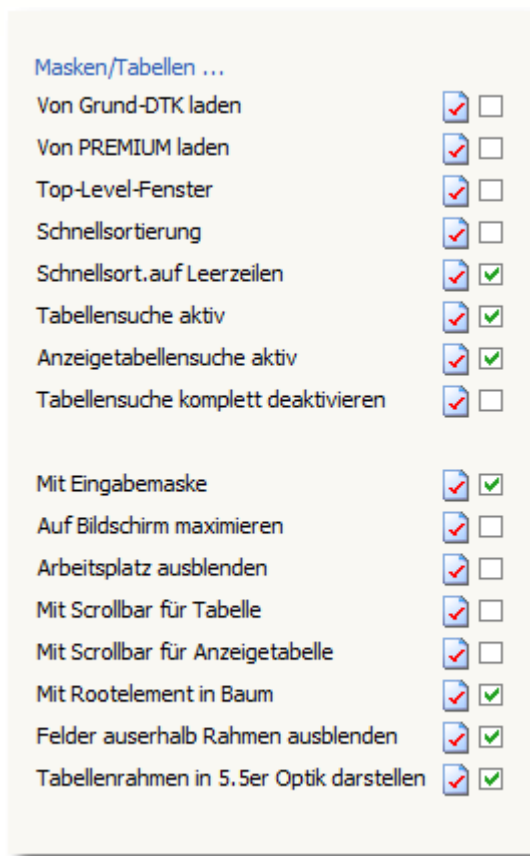 Masken/Tabellen ...
Von Grund-DTK laden
Von PREMIUM laden
Top-Level-Fenster
Schnellsortierung
Schnellsort.auf Leerzeilen
Tabellensuche aktiv
Anzeigetabellensuche aktiv
Tabellensuche komplett deaktivieren
Mit Eingabemaske
Auf Bildschirm maximieren
Arbeitsplatz ausblenden
Mit Scrollbar für Tabelle
Mit Scrollbar für Anzeigetabelle
Mit Rootelement in Baum
Felder auserhalb Rahmen ausblenden
Tabellenrahmen in 5.5er Optik darstellen